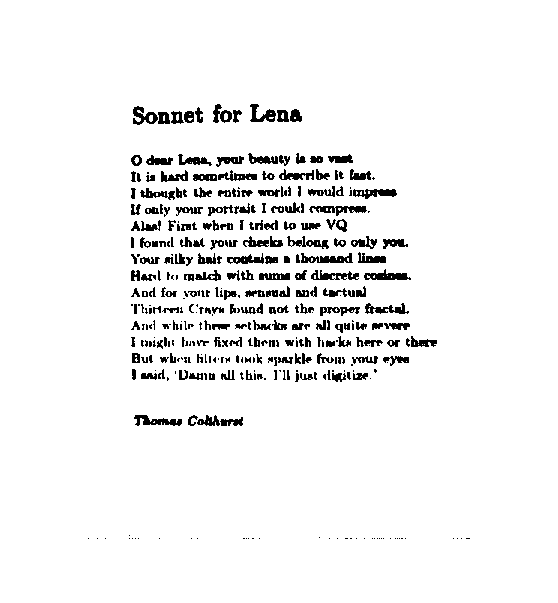 Sonnet for Lena
O dear Lena, your beauty is so vast
It is hard sometimes to describe it fast.
I thought the entire world I would impress
If only your portrait I could compress.
Alas! First when I tried to use VQ
I found that your cheeks belong to only you.
Your silky hair contains a thousand lines
Hard to match with sums of discrete cosines.
And for your lips, sensual and tactual
Thirteen Crays found not the proper fractal.
And while these setbacks are all quite severe
I might have fixed them with hacks here or there
But when filters took sparkle from your eyes
I said, 'Damn all this. I'll just digitize.'
Thomas Colthurst